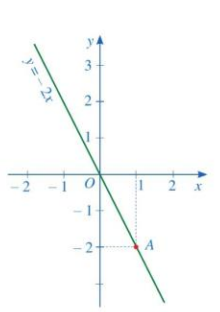 y
y = – 2x
3
2
1
– 2 – 1 O 1 2 x
– 1
– 2 A